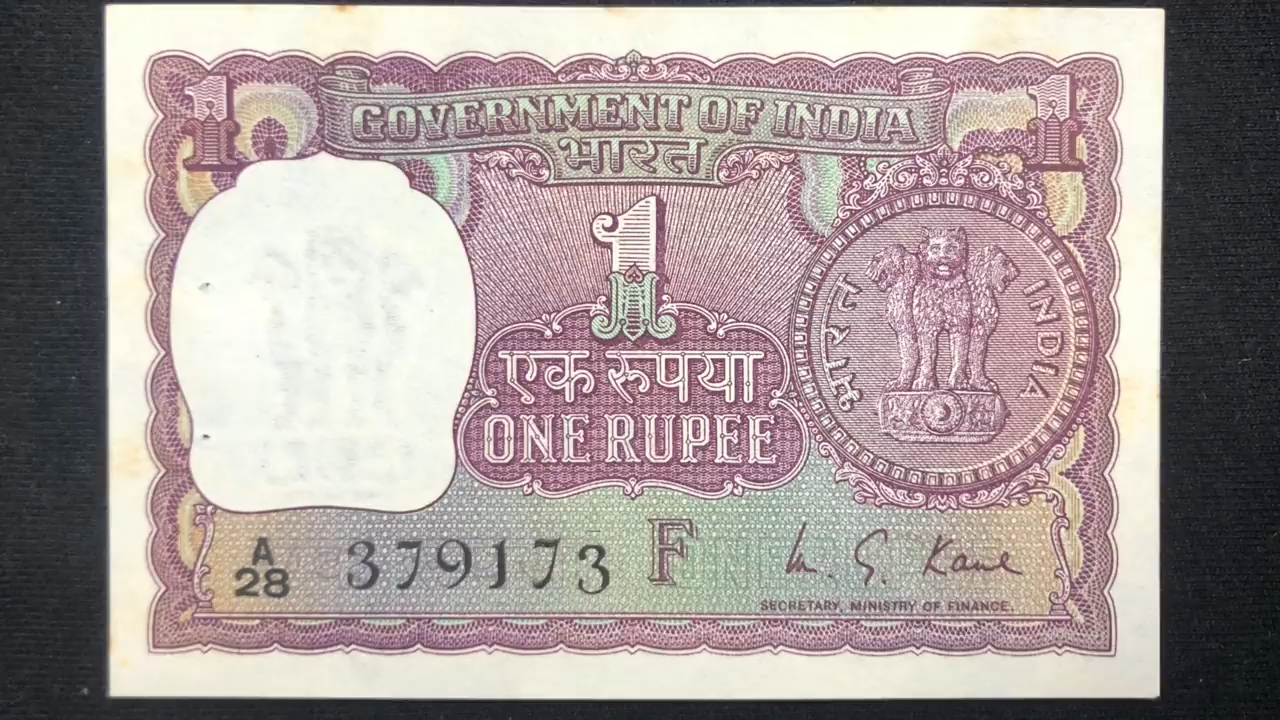 1 GOVERNMENT OF INDIA 1
भारत
1
एक रुपया
ONE RUPEE
भारत INDIA
A
28 379173 F M. G. Kaul
SECRETARY, MINISTRY OF FINANCE.